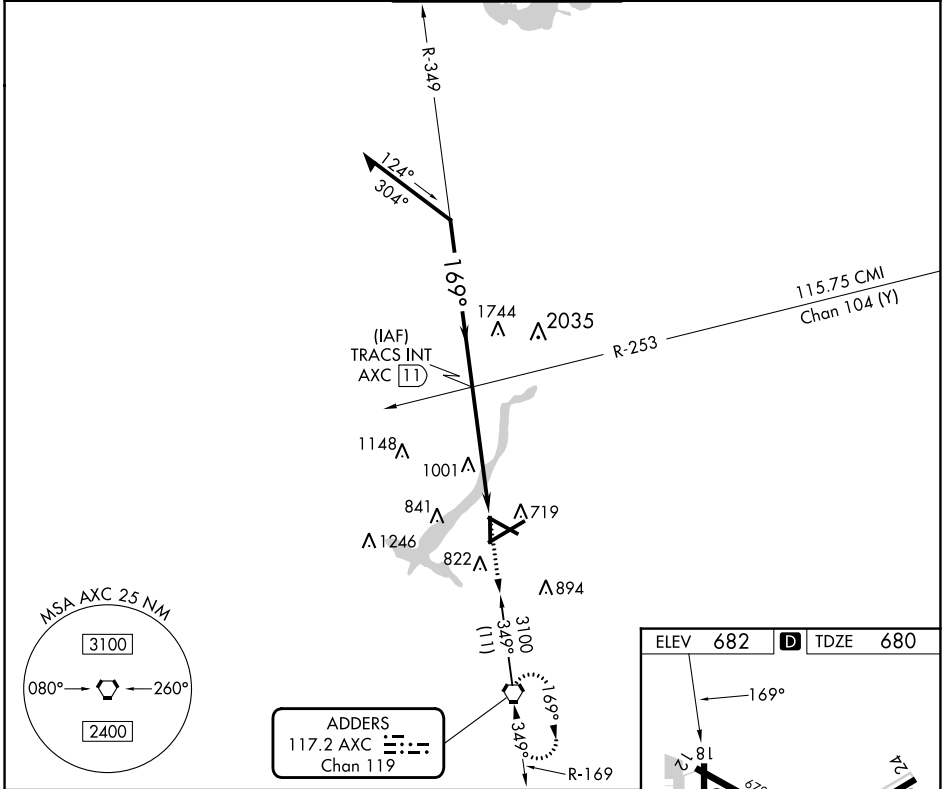 R-349
124°
304°
169°
1744
2035
115.75 CMI
Chan 104 (Y)
R-253
(IAF)
TRACS INT
AXC 11
1148
1001
841
719
1246
822
894
MSA AXC 25 NM
3100
080°
260°
2400
3100
349°
(11)
169°
349°
R-169
ADDERS
117.2 AXC
Chan 119
ELEV 682 D TDZE 680
169°
18
12
679
24